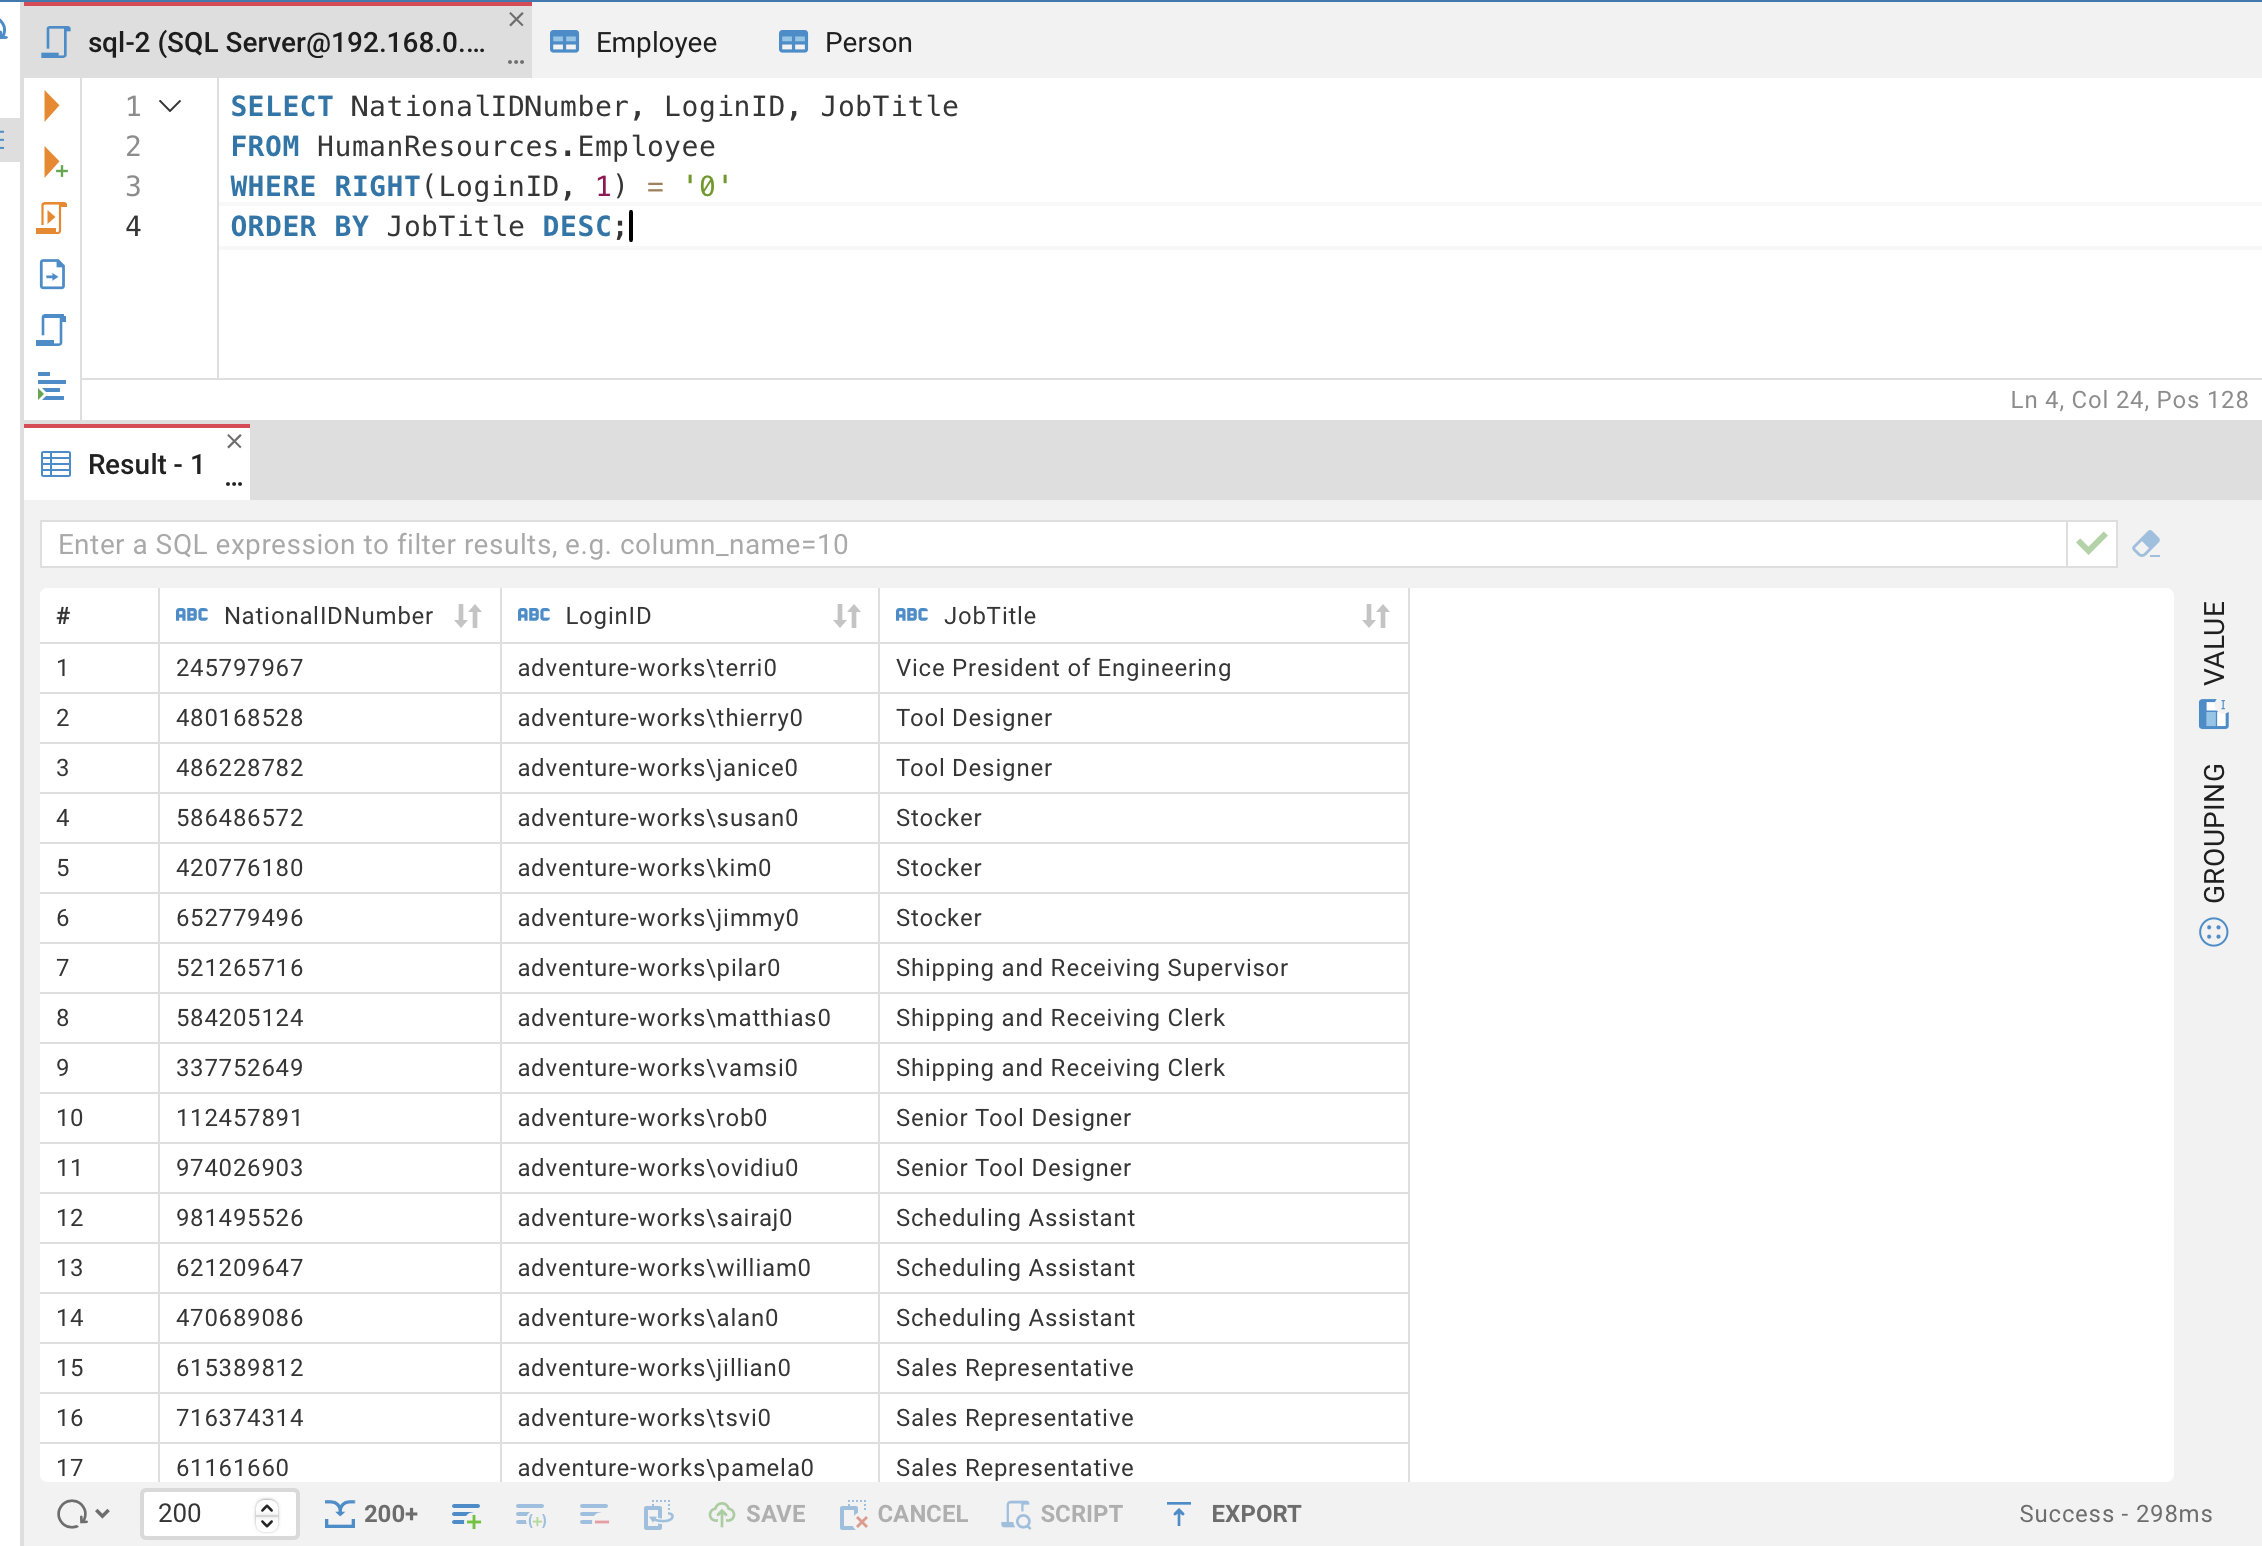 sql-2 (SQL Server@192.168.0....
Employee
Person
1 SELECT NationalIDNumber, LoginID, JobTitle
2 FROM HumanResources.Employee
3 WHERE RIGHT(LoginID, 1) = '0'
4 ORDER BY JobTitle DESC;
Ln 4, Col 24, Pos 128
Result - 1
Enter a SQL expression to filter results, e.g. column_name=10
# ABC NationalIDNumber ABC LoginID ABC JobTitle
1 245797967 adventure-works\terri0 Vice President of Engineering
2 480168528 adventure-works\thierry0 Tool Designer
3 486228782 adventure-works\janice0 Tool Designer
4 586486572 adventure-works\susan0 Stocker
5 420776180 adventure-works\kim0 Stocker
6 652779496 adventure-works\jimmy0 Stocker
7 521265716 adventure-works\pilar0 Shipping and Receiving Supervisor
8 584205124 adventure-works\matthias0 Shipping and Receiving Clerk
9 337752649 adventure-works\vamsi0 Shipping and Receiving Clerk
10 112457891 adventure-works\rob0 Senior Tool Designer
11 974026903 adventure-works\ovidiu0 Senior Tool Designer
12 981495526 adventure-works\sairaj0 Scheduling Assistant
13 621209647 adventure-works\william0 Scheduling Assistant
14 470689086 adventure-works\alan0 Scheduling Assistant
15 615389812 adventure-works\jillian0 Sales Representative
16 716374314 adventure-works\tsvi0 Sales Representative
17 61161660 adventure-works\pamela0 Sales Representative
VALUE
GROUPING
200 200+ SAVE CANCEL SCRIPT EXPORT Success - 298ms